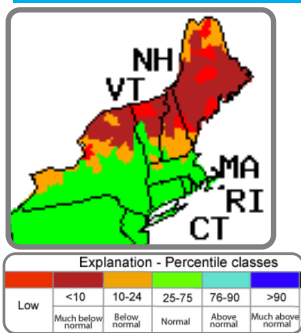 NH
VT
MA
RI
CT
Explanation - Percentile classes
Low <10 10-24 25-75 76-90 >90
Much below normal Below normal Normal Above normal Much above normal